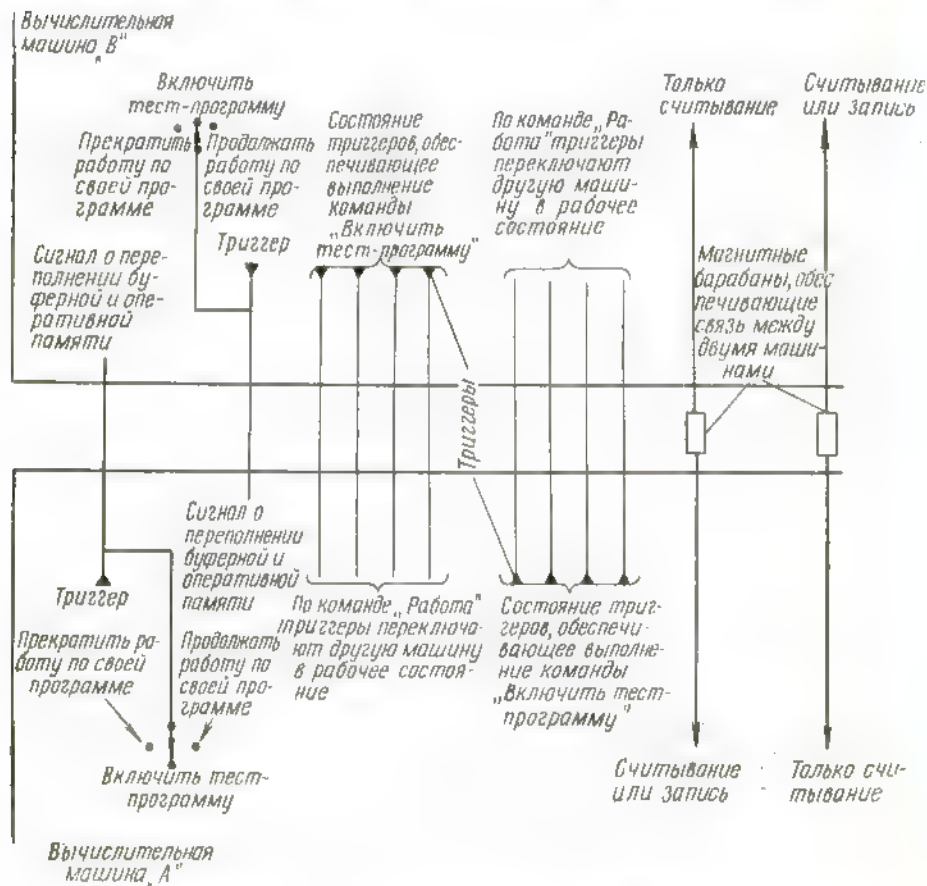 Вычислительная
машина „В"
Включить
тест-программу
Прекратить
работу по
своей про-
грамме
Продолжать
работу по
своей про-
грамме
Триггер
Состояние
триггеров, обес-
печивающее
выполнение
команды
„Включить
тест-программу"
По команде „Ра-
бота" триггеры
переключают
другую маши-
ну в рабочее
состояние
Только
считывание
Считывание
или запись
Сигнал о пере-
полнении бу-
ферной и опе-
ративной
памяти
Магнитные
барабаны, обес
печивающие
связь между
двумя маши-
нами
Триггеры
Сигнал о
переполнении
буферной и
оперативной
памяти
Триггер
Прекратить ра-
боту по своей
программе
Продолжать
работу по
своей про-
грамме
Включить тест-
программу
По команде „Работа"
триггеры переключа-
ют другую машину
в рабочее состоя-
ние
Состояние триг-
геров, обеспечи-
вающее выполне-
ние команды
„Включить тест-
программу"
Считывание
или запись
Только счи-
тывание
Вычислительная
машина „А"